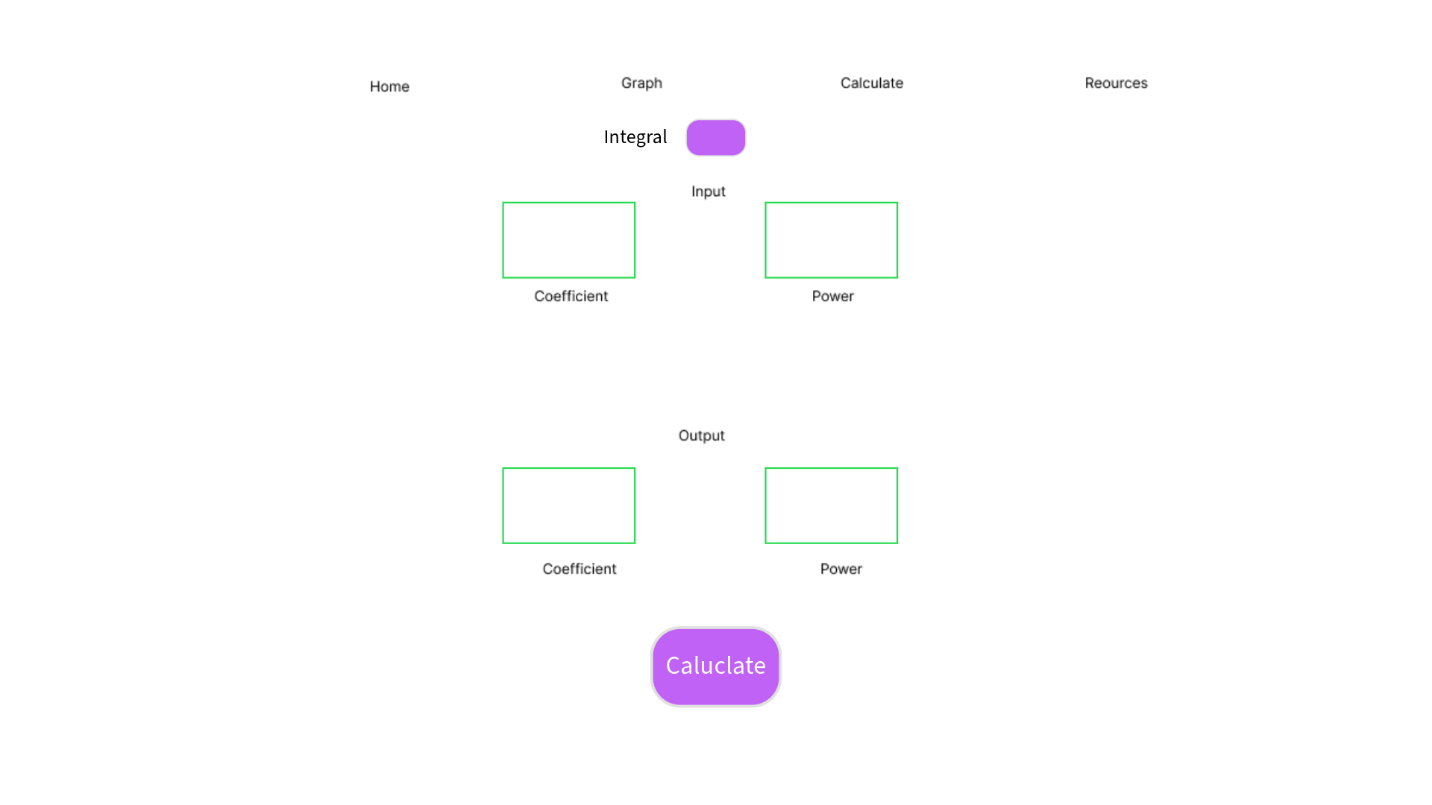 Home Graph Calculate Reources
Integral
Input
Coefficient Power
Output
Coefficient Power
Caluclate